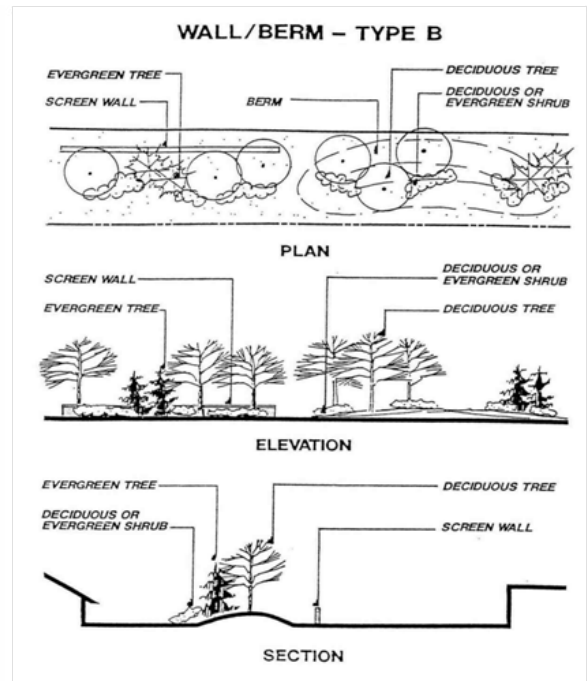 WALL/BERM – TYPE B
EVERGREEN TREE
SCREEN WALL
BERM
DECIDUOUS TREE
DECIDUOUS OR
EVERGREEN SHRUB
PLAN
SCREEN WALL
EVERGREEN TREE
DECIDUOUS OR
EVERGREEN SHRUB
DECIDUOUS TREE
ELEVATION
EVERGREEN TREE
DECIDUOUS OR
EVERGREEN SHRUB
DECIDUOUS TREE
SCREEN WALL
SECTION